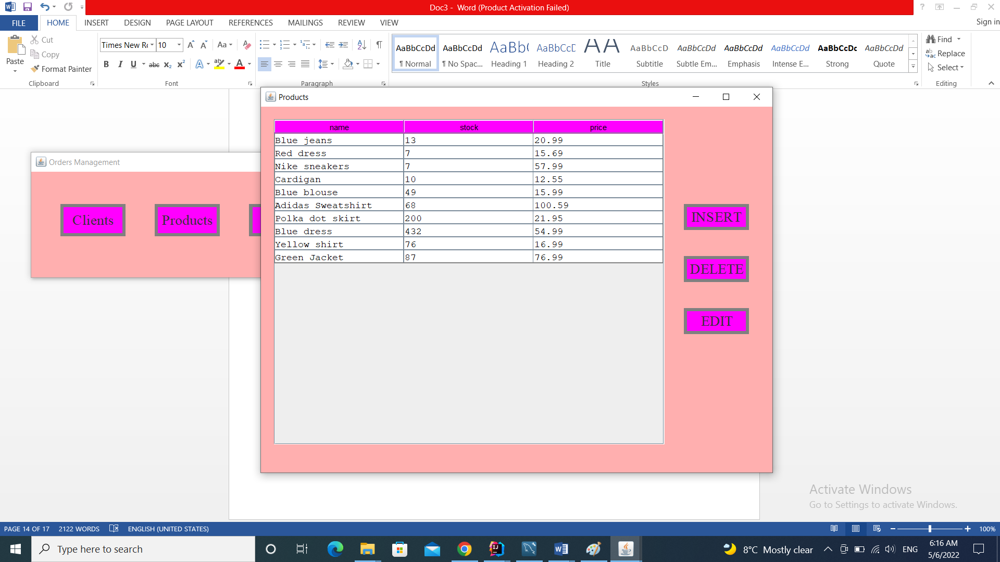 Doc3 - Word (Product Activation Failed)
FILE HOME INSERT DESIGN PAGE LAYOUT REFERENCES MAILINGS REVIEW VIEW Sign in
Paste
Cut
Copy
Format Painter
Clipboard
Times New Ro 10
Font
Paragraph
AaBbCcDd AaBbCcDd AaBb( AaBbCcD AA AaBbCcD AaBbCcDd AaBbCcDd AaBbCcDd AaBbCcDc AaBbCcDd
¶ Normal ¶ No Spac... Heading 1 Heading 2 Title Subtitle Subtle Em... Emphasis Intense E... Strong Quote
Styles
Find
Replace
Select
Editing
Orders Management
Clients Products
Products
name stock price
Blue jeans 13 20.99
Red dress 7 15.69
Nike sneakers 7 57.99
Cardigan 10 12.55
Blue blouse 49 15.99
Adidas Sweatshirt 68 100.59
Polka dot skirt 200 21.95
Blue dress 432 54.99
Yellow shirt 76 16.99
Green Jacket 87 76.99
INSERT
DELETE
EDIT
Activate Windows
Go to Settings to activate Windows.
PAGE 14 OF 17 2122 WORDS ENGLISH (UNITED STATES) 100%
Type here to search
8°C Mostly clear ENG
6:16 AM
5/6/2022